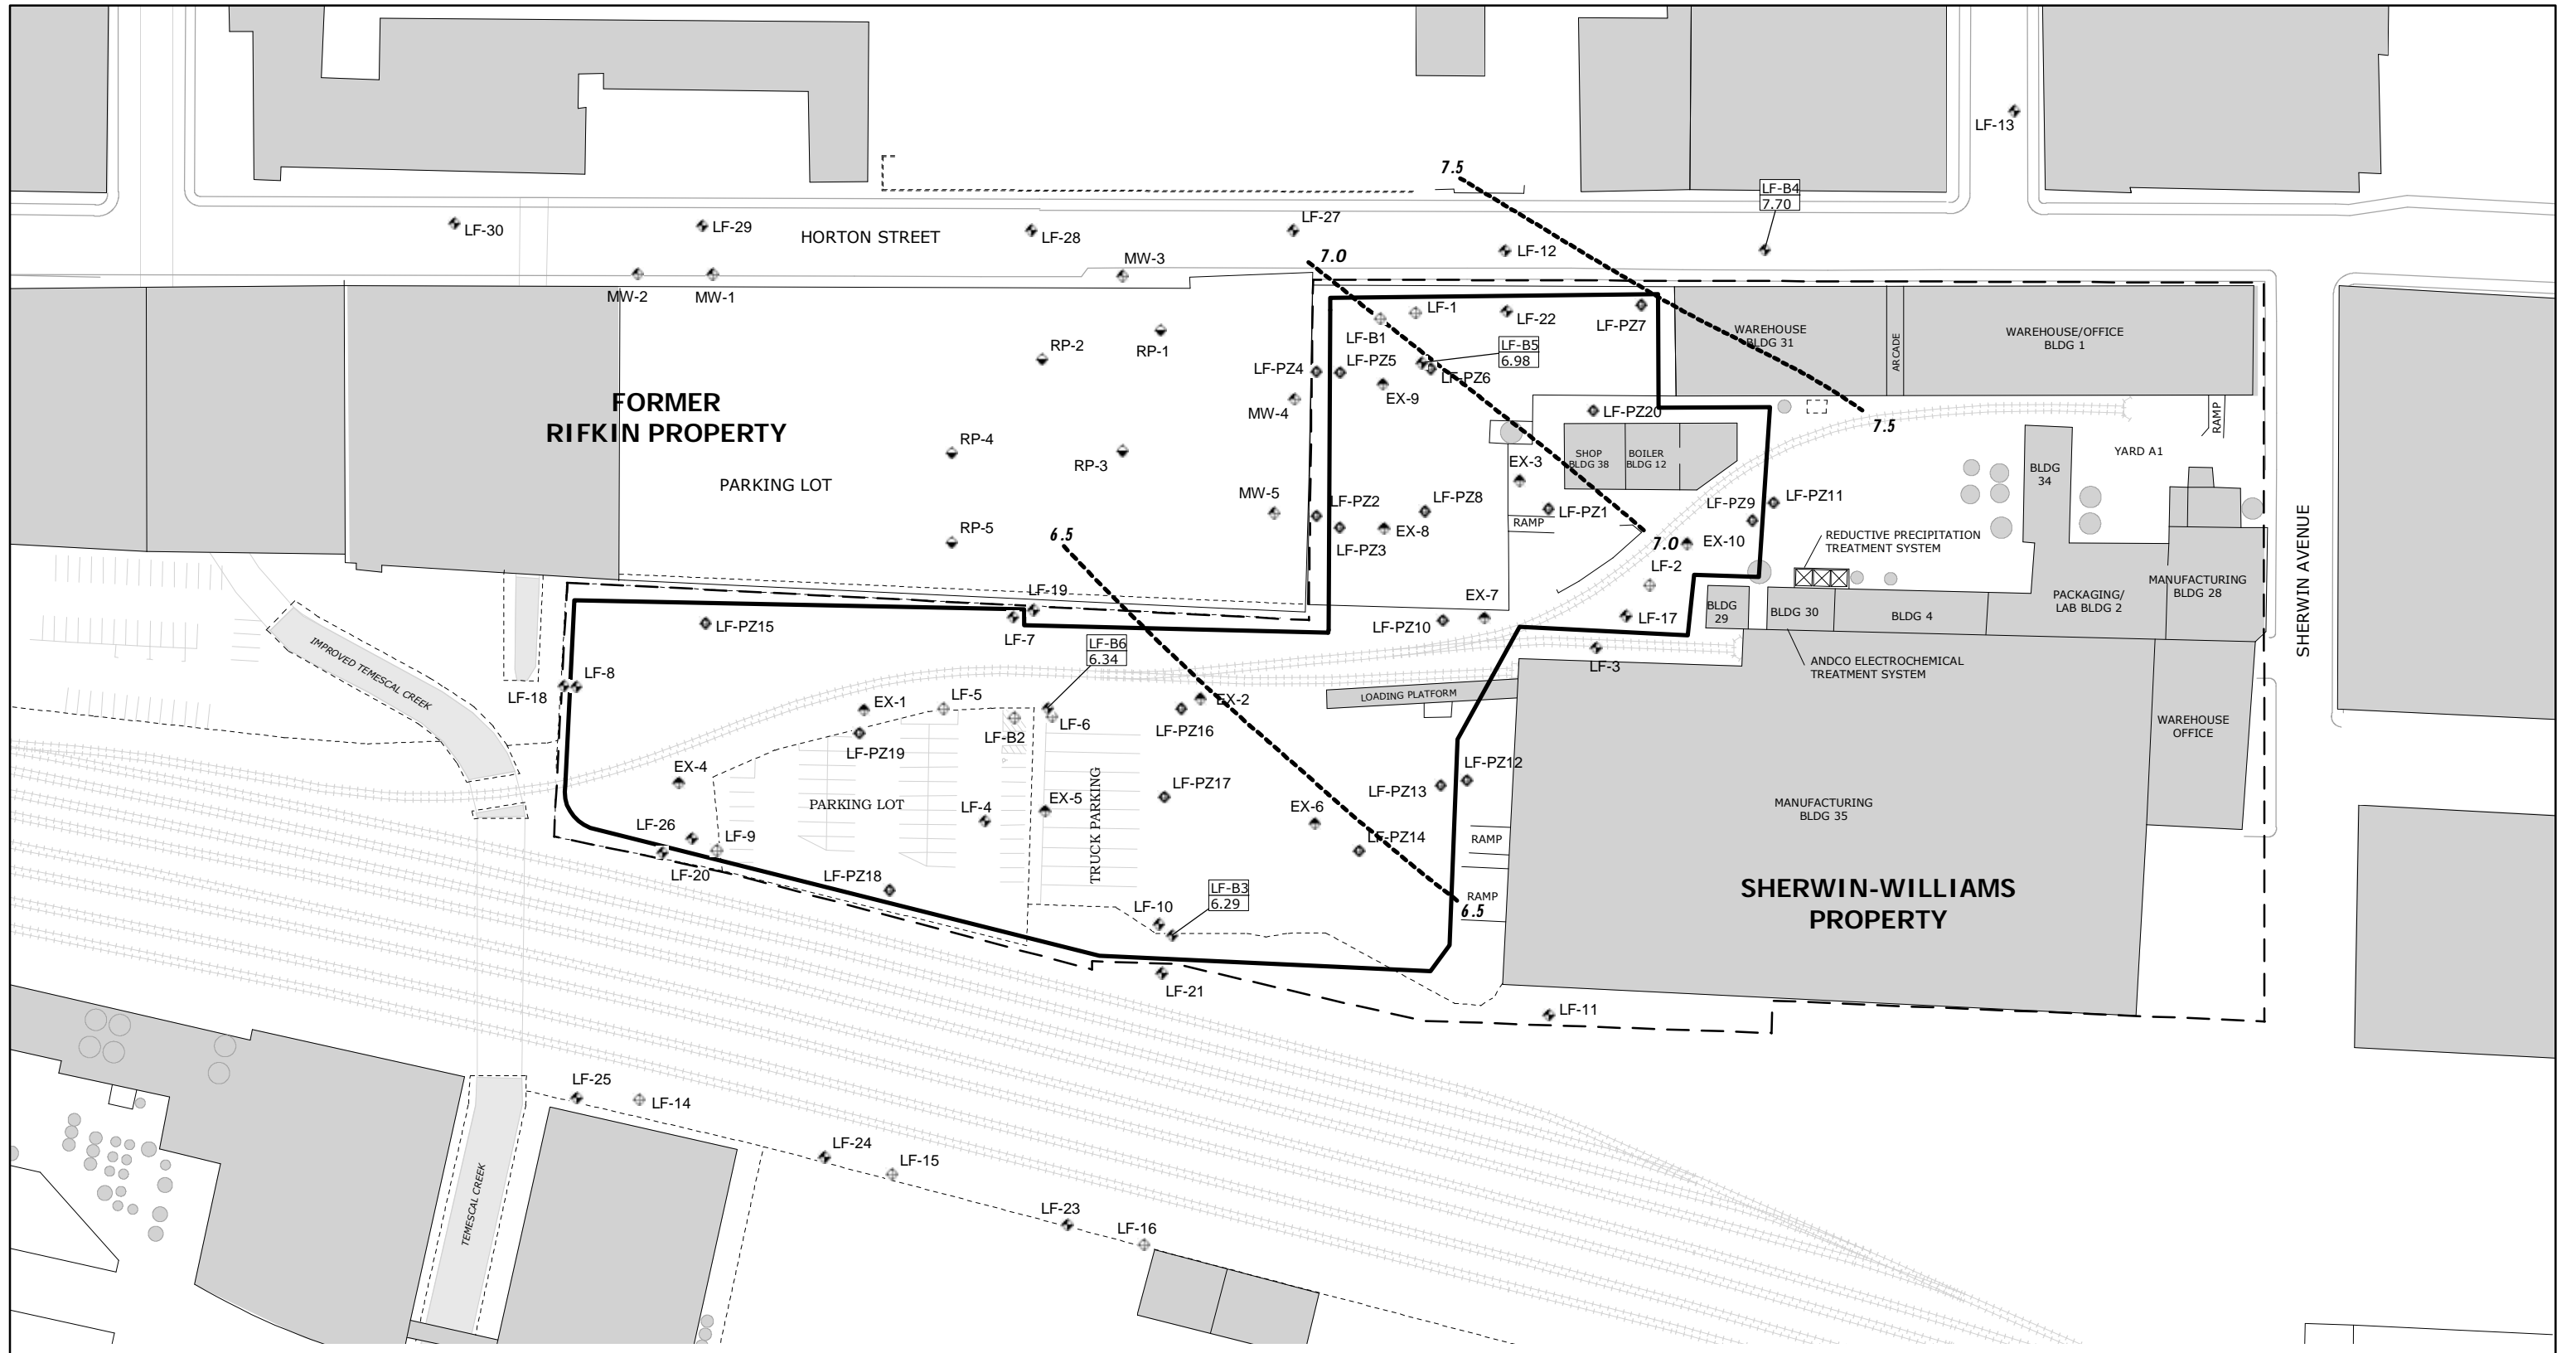 LF-13
7.5
LF-B4
7.70
LF-30
LF-29
HORTON STREET
LF-28
LF-27
LF-12
MW-3
7.0
MW-2
MW-1
LF-1
LF-22
LF-PZ7
LF-B1
RP-2
RP-1
LF-B5
6.98
WAREHOUSE
BLDG 31
ARCADE
WAREHOUSE/OFFICE
BLDG 1
LF-PZ4
LF-PZ5
LF-PZ6
EX-9
MW-4
LF-PZ20
FORMER
RIFKIN PROPERTY
7.5
RAMP
RP-4
RP-3
SHOP
BLDG 38
BOILER
BLDG 12
EX-3
YARD A1
BLDG
34
PARKING LOT
MW-5
LF-PZ2
LF-PZ8
LF-PZ1
LF-PZ9
LF-PZ11
RAMP
EX-8
LF-PZ3
RP-5
6.5
7.0
EX-10
REDUCTIVE PRECIPITATION
TREATMENT SYSTEM
SHERWIN AVENUE
LF-2
MANUFACTURING
BLDG 28
PACKAGING/
LAB BLDG 2
LF-19
EX-7
BLDG
29
BLDG 30
BLDG 4
LF-PZ15
LF-7
LF-PZ10
LF-17
IMPROVED TEMESCAL CREEK
LF-B6
6.34
LF-3
ANDCO ELECTROCHEMICAL
TREATMENT SYSTEM
LF-18
LF-8
EX-1
LF-5
EX-2
LOADING PLATFORM
LF-B2
LF-6
LF-PZ16
WAREHOUSE
OFFICE
LF-PZ19
EX-4
LF-PZ17
LF-PZ12
LF-PZ13
PARKING LOT
LF-4
EX-5
TRUCK PARKING
EX-6
MANUFACTURING
BLDG 35
LF-26
LF-9
LF-PZ14
RAMP
LF-20
LF-PZ18
LF-B3
6.29
RAMP
6.5
SHERWIN-WILLIAMS
PROPERTY
LF-10
LF-21
LF-11
LF-25
LF-14
LF-24
LF-15
TEMESCAL CREEK
LF-23
LF-16